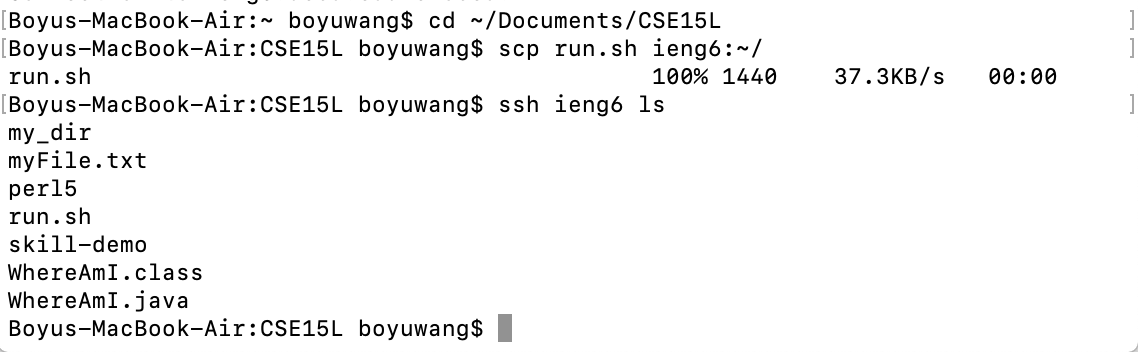 [Boyus-MacBook-Air:~ boyuwang$ cd ~/Documents/CSE15L ]
[Boyus-MacBook-Air:CSE15L boyuwang$ scp run.sh ieng6:~/ ]
run.sh 100% 1440 37.3KB/s 00:00
[Boyus-MacBook-Air:CSE15L boyuwang$ ssh ieng6 ls ]
my_dir
myFile.txt
perl5
run.sh
skill-demo
WhereAmI.class
WhereAmI.java
Boyus-MacBook-Air:CSE15L boyuwang$